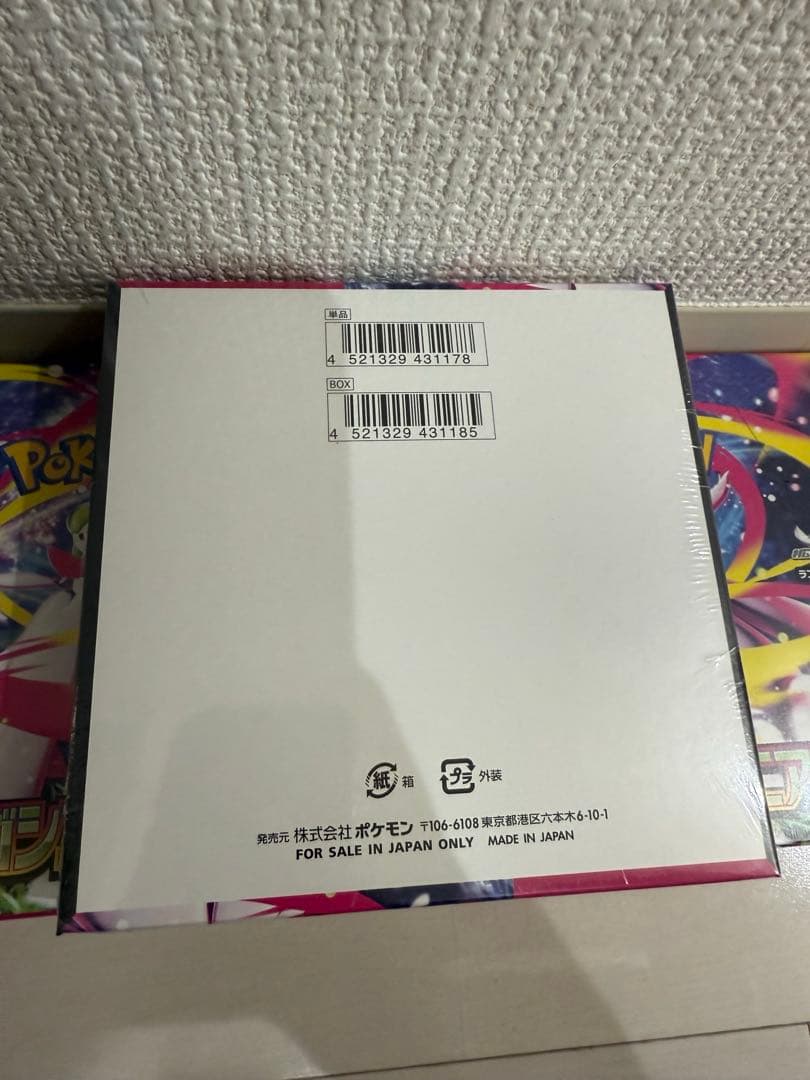 単品
4 521329 431178
BOX
4 521329 431185
POK
紙 箱
プラ 外装
発売元 株式会社 ポケモン 〒106-6108 東京都港区六本木6-10-1
FOR SALE IN JAPAN ONLY MADE IN JAPAN